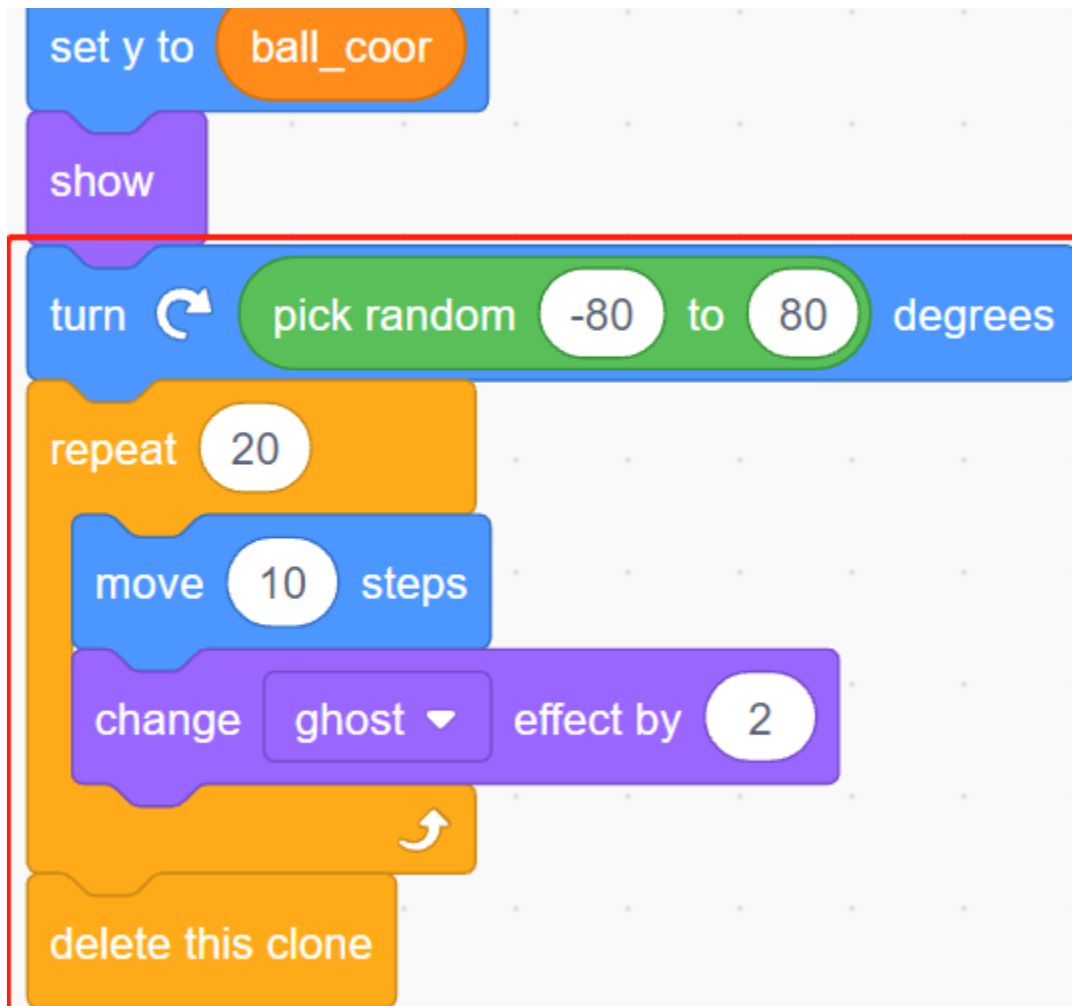 set y to ball_coor
show
turn pick random -80 to 80 degrees
repeat 20
move 10 steps
change ghost effect by 2
delete this clone